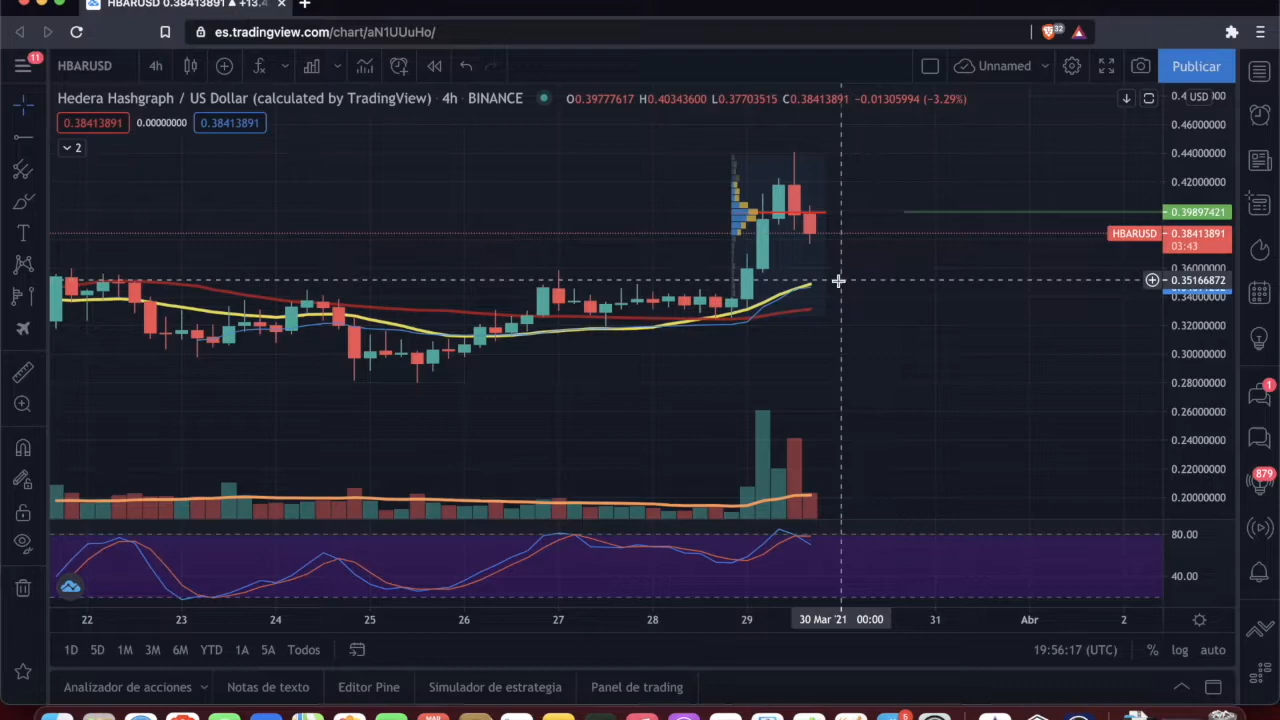 HBARUSD 0.38413891 ▲ +13.4
es.tradingview.com/chart/aN1UUuHo/
32
11
HBARUSD
4h
Unnamed
Publicar
Hedera Hashgraph / US Dollar (calculated by TradingView) · 4h · BINANCE
O0.39777617 H0.40343600 L0.37703515 C0.38413891 −0.01305994 (−3.29%)
USD
0.38413891
0.00000000
0.38413891
2
0.46000000
0.44000000
0.42000000
0.39897421
HBARUSD
0.38413891
03:43
0.36000000
0.35166872
0.34000000
0.32000000
0.30000000
0.28000000
0.26000000
0.24000000
0.22000000
0.20000000
80.00
40.00
1
879
22
23
24
25
26
27
28
29
30 Mar '21 00:00
31
Abr
2
1D
5D
1M
3M
6M
YTD
1A
5A
Todos
19:56:17 (UTC)
%
log
auto
Analizador de acciones
Notas de texto
Editor Pine
Simulador de estrategia
Panel de trading
MAR
5